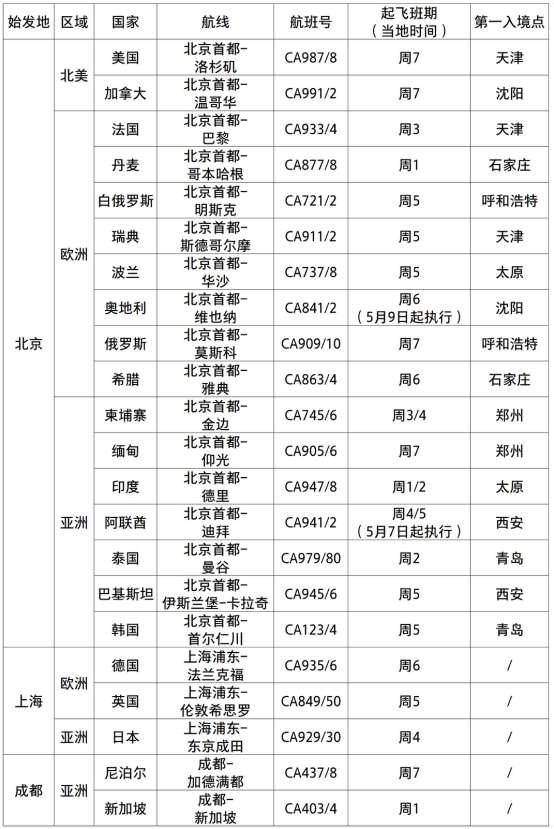 始发地 区域 国家 航线 航班号 起飞班期 第一入境点
（当地时间）
北京 北美 美国 北京首都– CA987/8 周7 天津
洛杉矶
加拿大 北京首都– CA991/2 周7 沈阳
温哥华
欧洲 法国 北京首都– CA933/4 周3 天津
巴黎
丹麦 北京首都– CA877/8 周1 石家庄
哥本哈根
白俄罗斯 北京首都– CA721/2 周5 呼和浩特
明斯克
瑞典 北京首都– CA911/2 周5 天津
斯德哥尔摩
波兰 北京首都– CA737/8 周5 太原
华沙
奥地利 北京首都– CA841/2 周6 沈阳
维也纳 （5月9日起执行）
俄罗斯 北京首都– CA909/10 周7 呼和浩特
莫斯科
希腊 北京首都– CA863/4 周6 石家庄
雅典
亚洲 柬埔寨 北京首都– CA745/6 周3/4 郑州
金边
缅甸 北京首都– CA905/6 周7 郑州
仰光
印度 北京首都– CA947/8 周1/2 太原
德里
阿联酋 北京首都– CA941/2 周4/5 西安
迪拜 （5月7日起执行）
泰国 北京首都– CA979/80 周2 青岛
曼谷
巴基斯坦 北京首都– CA945/6 周5 西安
伊斯兰堡–卡拉奇
韩国 北京首都– CA123/4 周5 青岛
首尔仁川
上海 欧洲 德国 上海浦东– CA935/6 周6 /
法兰克福
英国 上海浦东– CA849/50 周5 /
伦敦希思罗
亚洲 日本 上海浦东– CA929/30 周4 /
东京成田
成都 亚洲 尼泊尔 成都– CA437/8 周7 /
加德满都
新加坡 成都– CA403/4 周1 /
新加坡